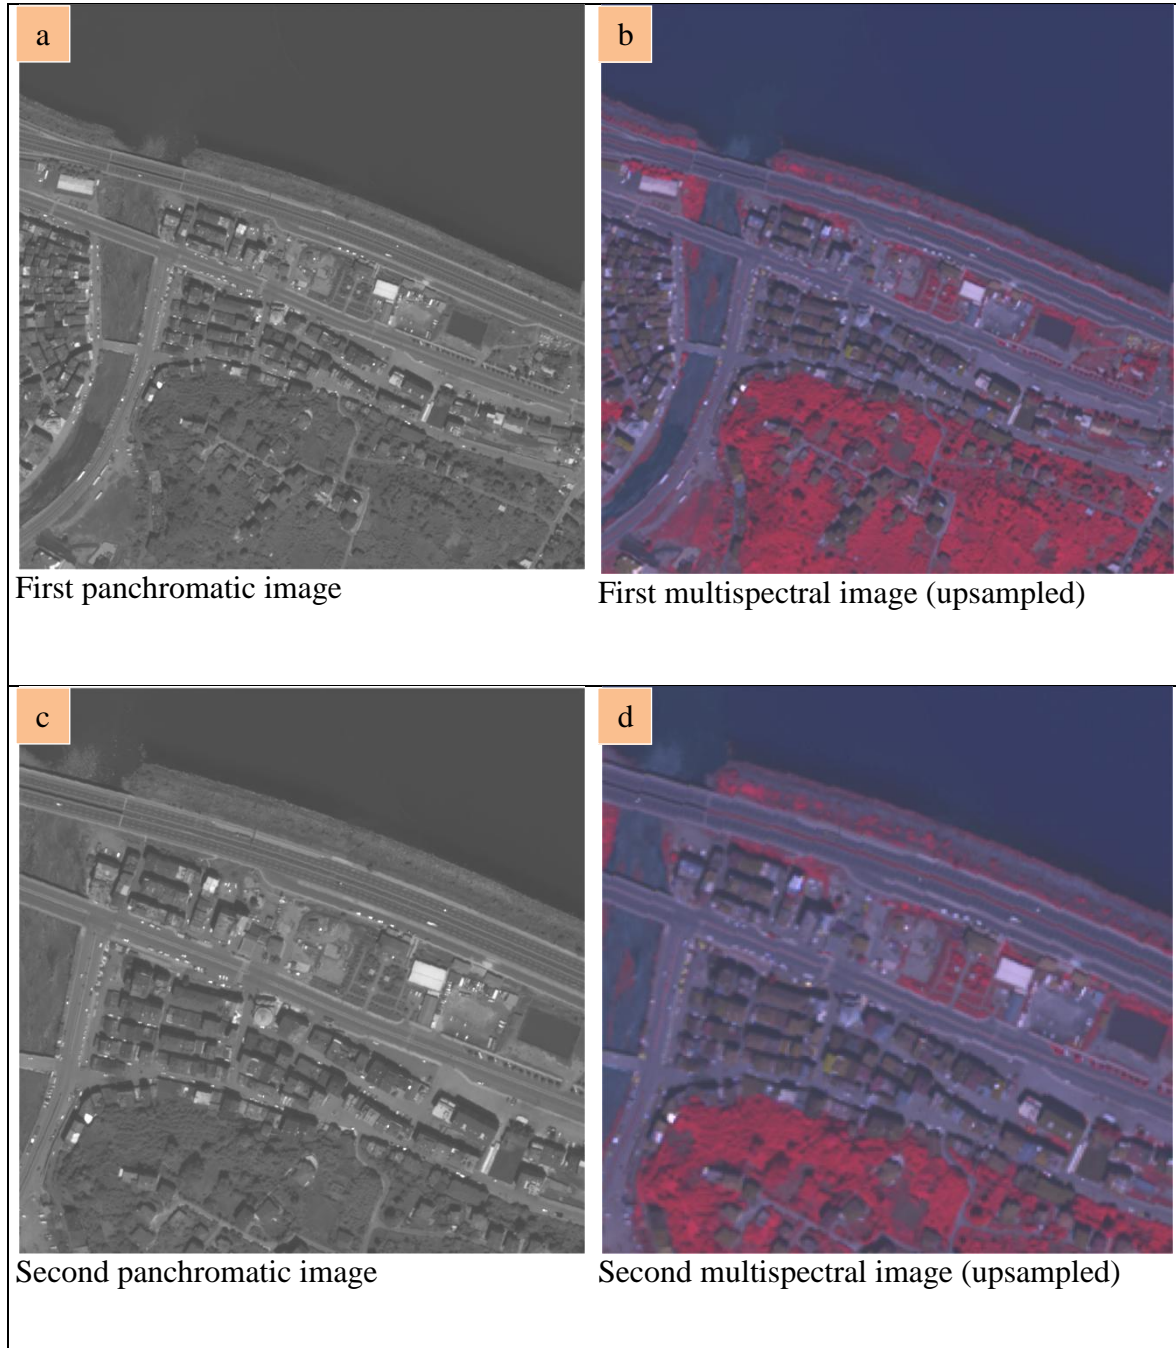 a
b
First panchromatic image
First multispectral image (upsampled)
c
d
Second panchromatic image
Second multispectral image (upsampled)